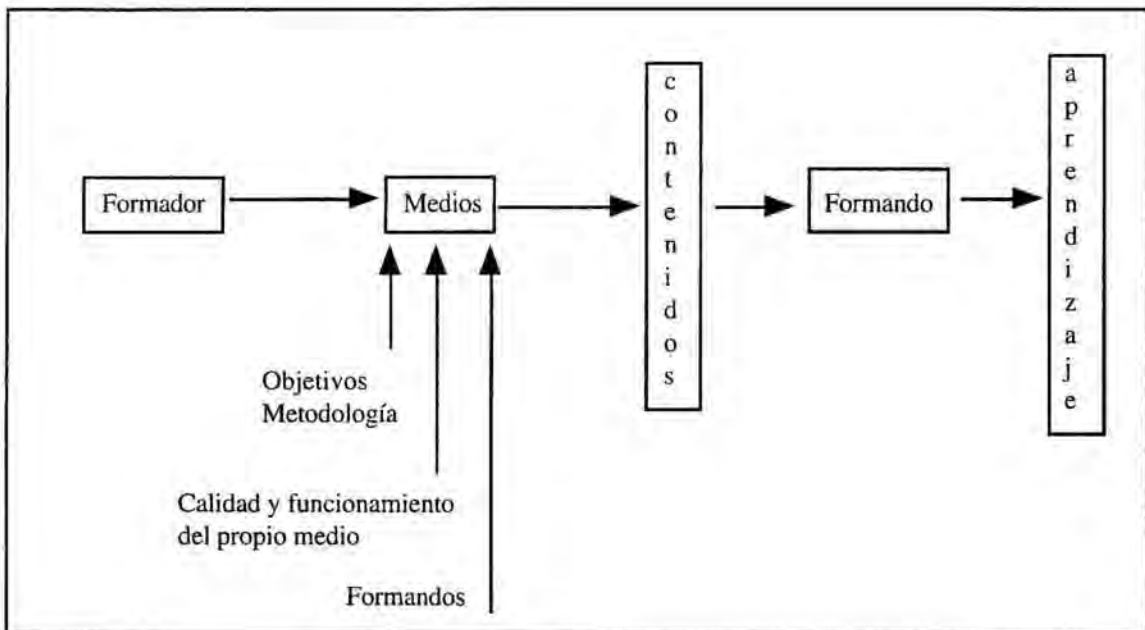 Formador
Medios
contenidos
Formando
aprendizaje
Objetivos
Metodología
Calidad y funcionamiento
del propio medio
Formandos